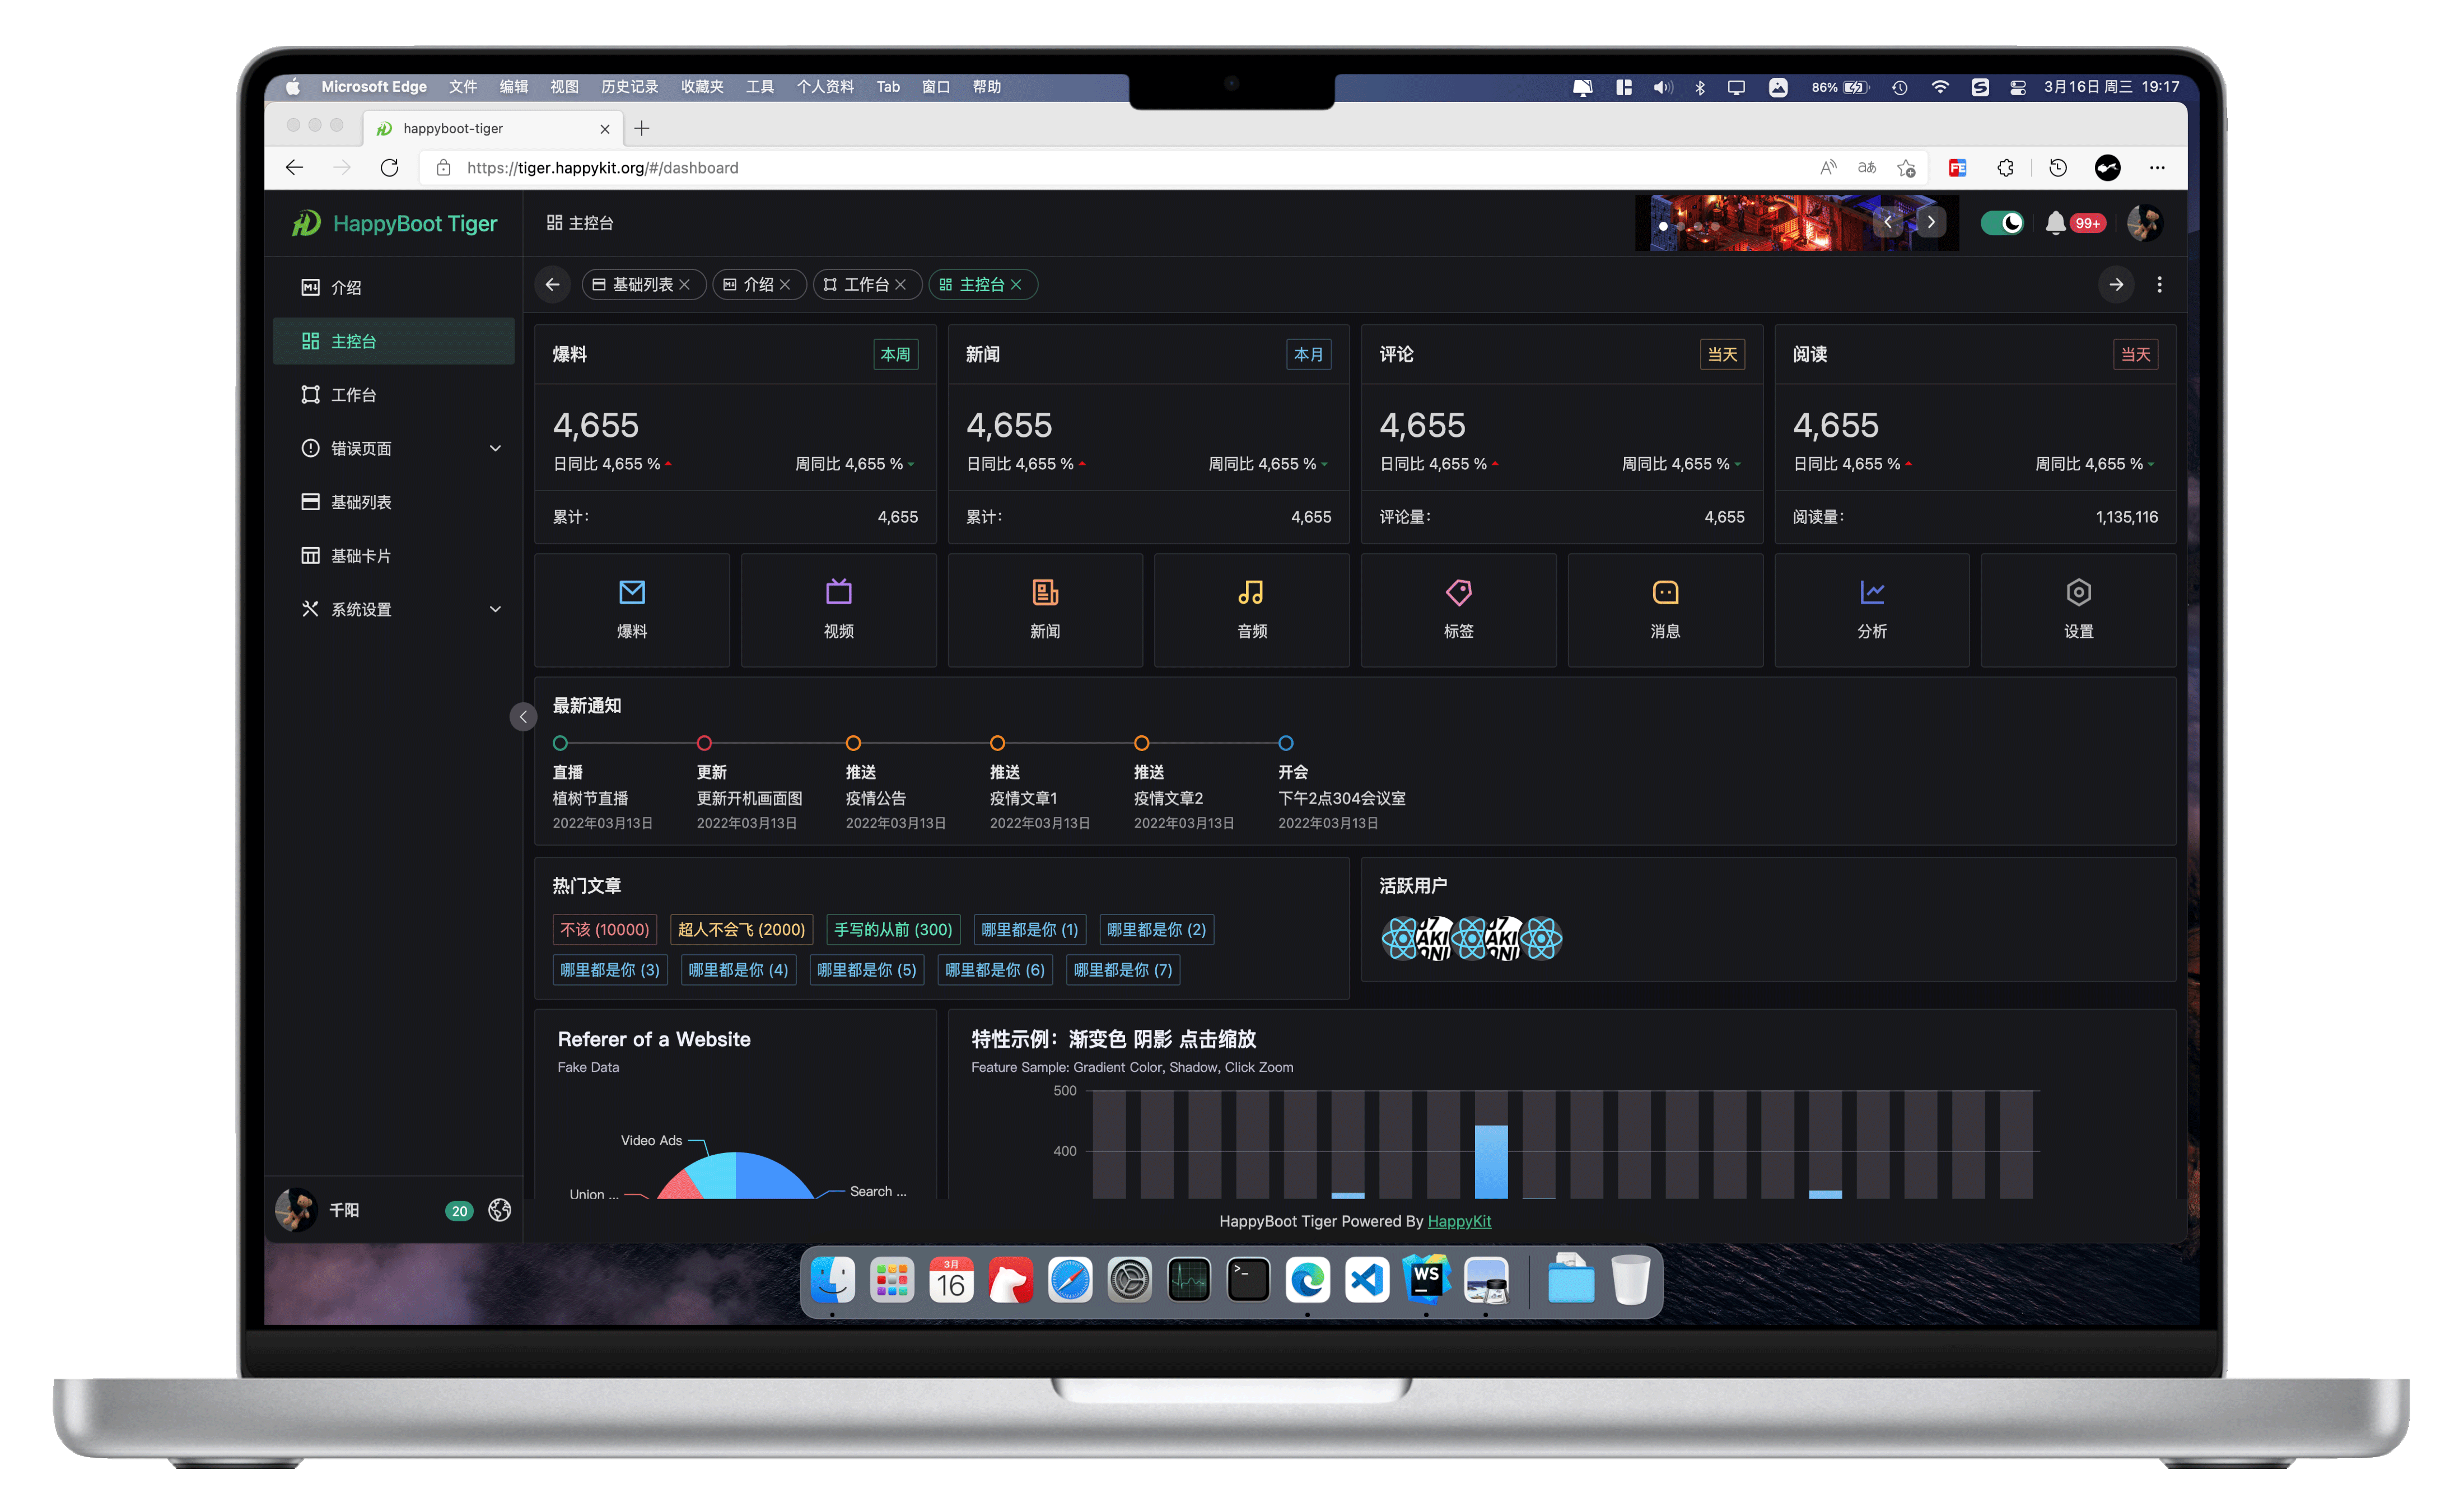 Microsoft Edge 文件 编辑 视图 历史记录 收藏夹 工具 个人资料 Tab 窗口 帮助 86% 3月16日 周三 19:17
happyboot-tiger
https://tiger.happykit.org/#/dashboard
HappyBoot Tiger
主控台
99+
介绍
主控台
工作台
错误页面
基础列表
基础卡片
系统设置
千阳 20
基础列表 介绍 工作台 主控台
爆料 本周
4,655
日同比 4,655 % 周同比 4,655 %
累计: 4,655
新闻 本月
4,655
日同比 4,655 % 周同比 4,655 %
累计: 4,655
评论 当天
4,655
日同比 4,655 % 周同比 4,655 %
评论量: 4,655
阅读 当天
4,655
日同比 4,655 % 周同比 4,655 %
阅读量: 1,135,116
爆料 视频 新闻 音频 标签 消息 分析 设置
最新通知
直播 更新 推送 推送 推送 开会
植树节直播 更新开机画面图 疫情公告 疫情文章1 疫情文章2 下午2点304会议室
2022年03月13日 2022年03月13日 2022年03月13日 2022年03月13日 2022年03月13日 2022年03月13日
热门文章
不该 (10000) 超人不会飞 (2000) 手写的从前 (300) 哪里都是你 (1) 哪里都是你 (2)
哪里都是你 (3) 哪里都是你 (4) 哪里都是你 (5) 哪里都是你 (6) 哪里都是你 (7)
活跃用户
Referer of a Website
Fake Data
Video Ads
Union ...
Search ...
特性示例：渐变色 阴影 点击缩放
Feature Sample: Gradient Color, Shadow, Click Zoom
500
400
HappyBoot Tiger Powered By HappyKit
3月
16
WS